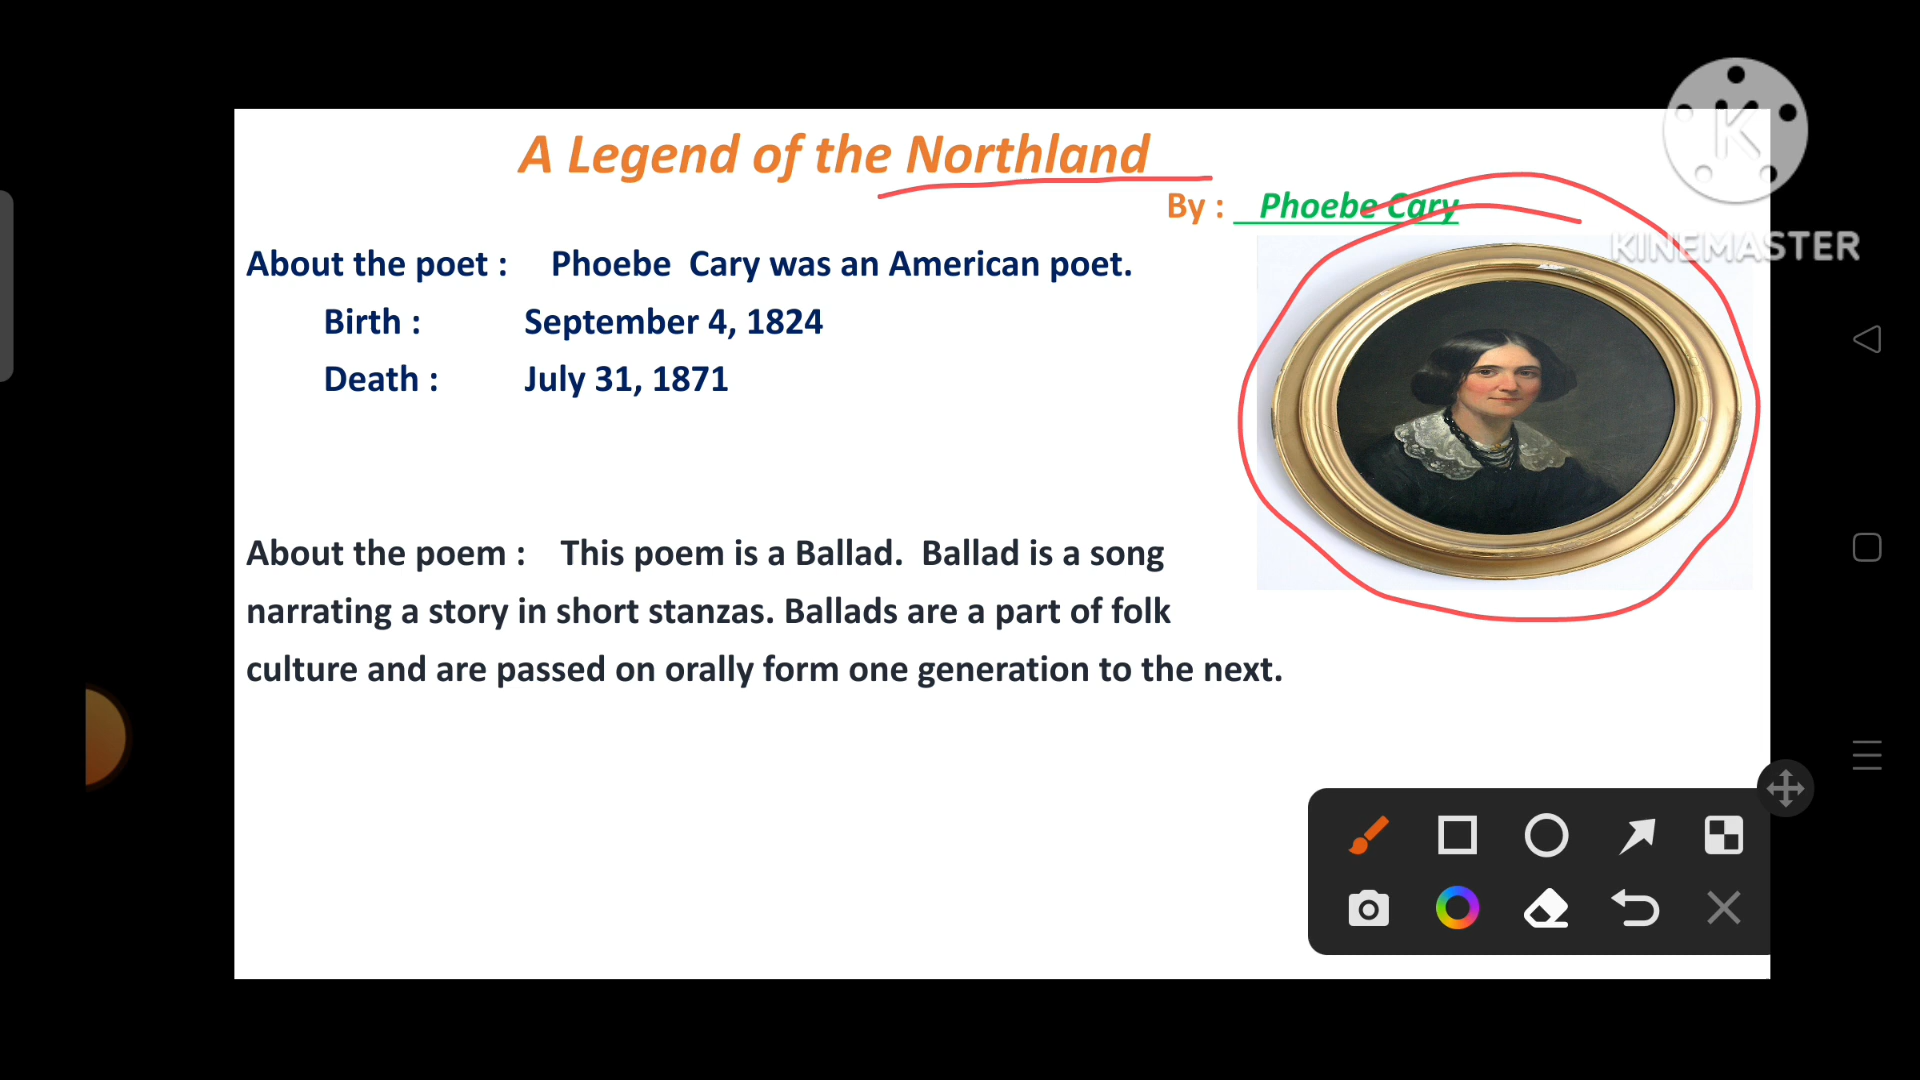 A Legend of the Northland
By : Phoebe Cary
About the poet : Phoebe Cary was an American poet.
Birth : September 4, 1824
Death : July 31, 1871
About the poem : This poem is a Ballad. Ballad is a song
narrating a story in short stanzas. Ballads are a part of folk
culture and are passed on orally form one generation to the next.
K
KINEMASTER